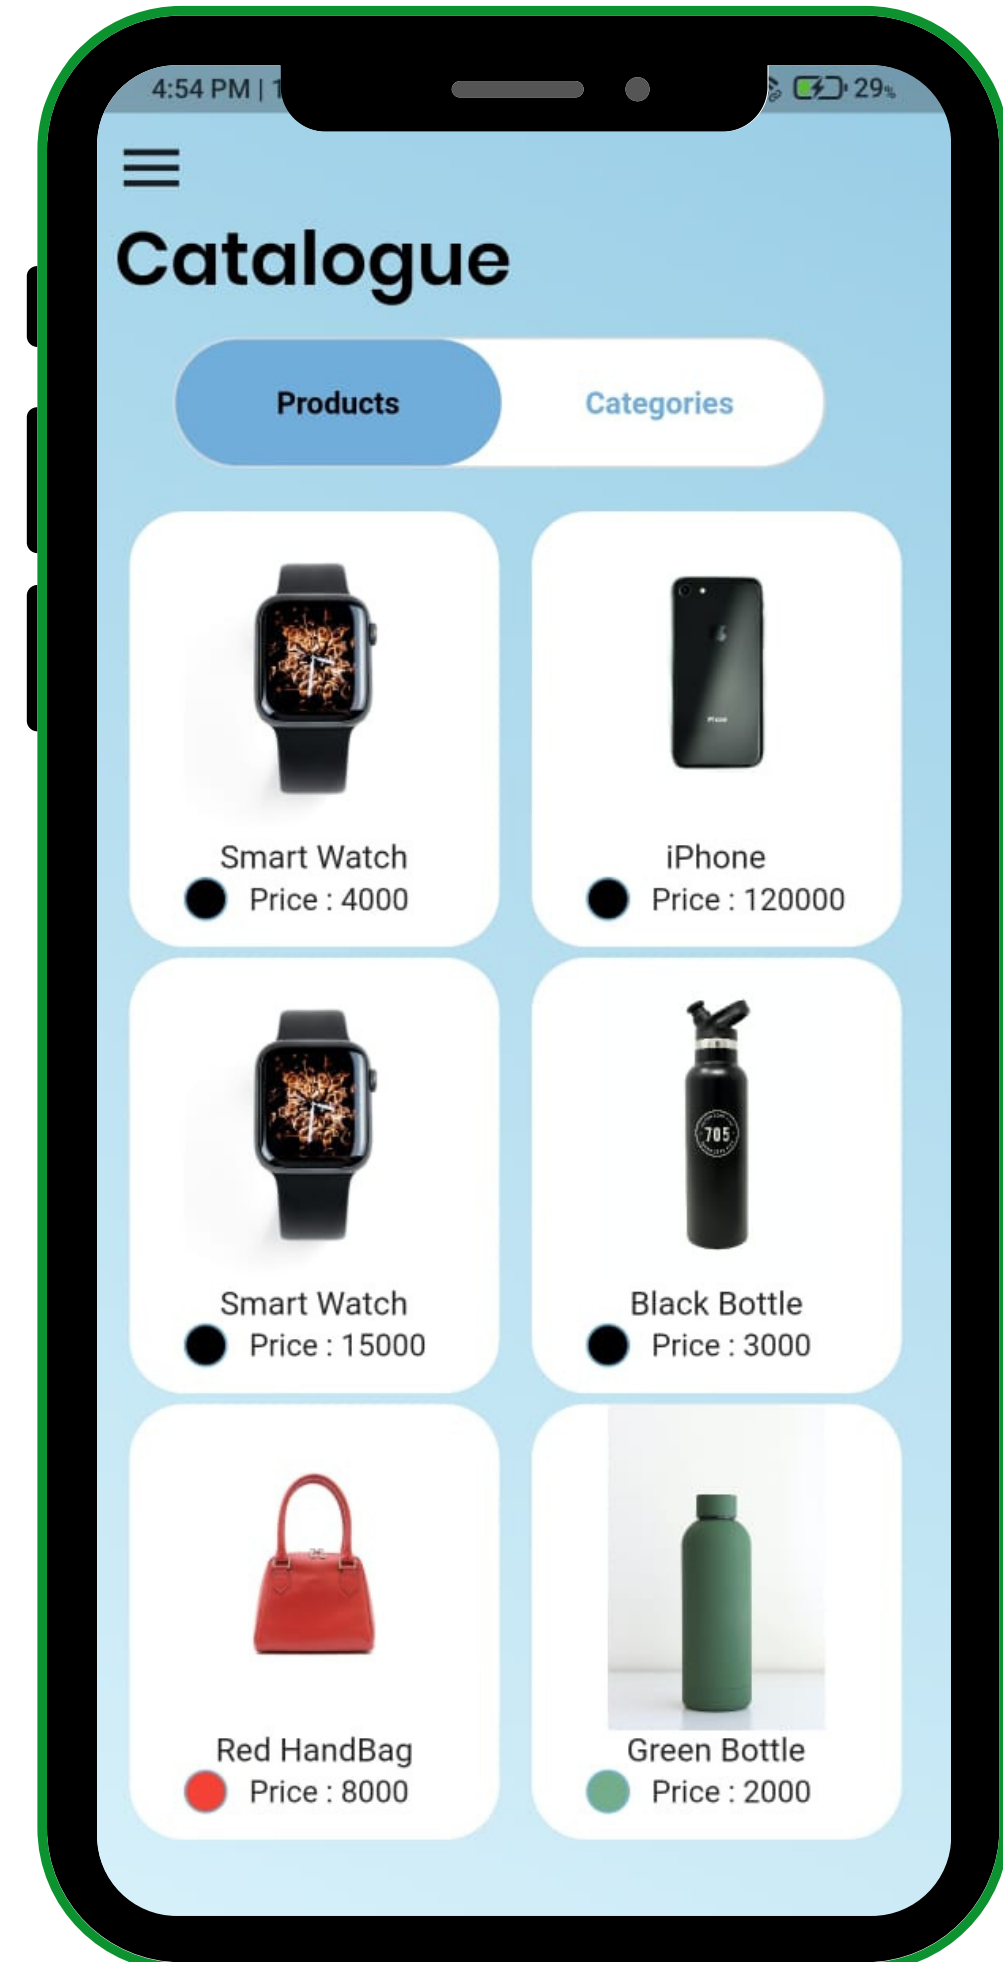 4:54 PM | 29%
Catalogue
Products Categories
Smart Watch
Price : 4000
iPhone
Price : 120000
Smart Watch
Price : 15000
705
Black Bottle
Price : 3000
Red HandBag
Price : 8000
Green Bottle
Price : 2000